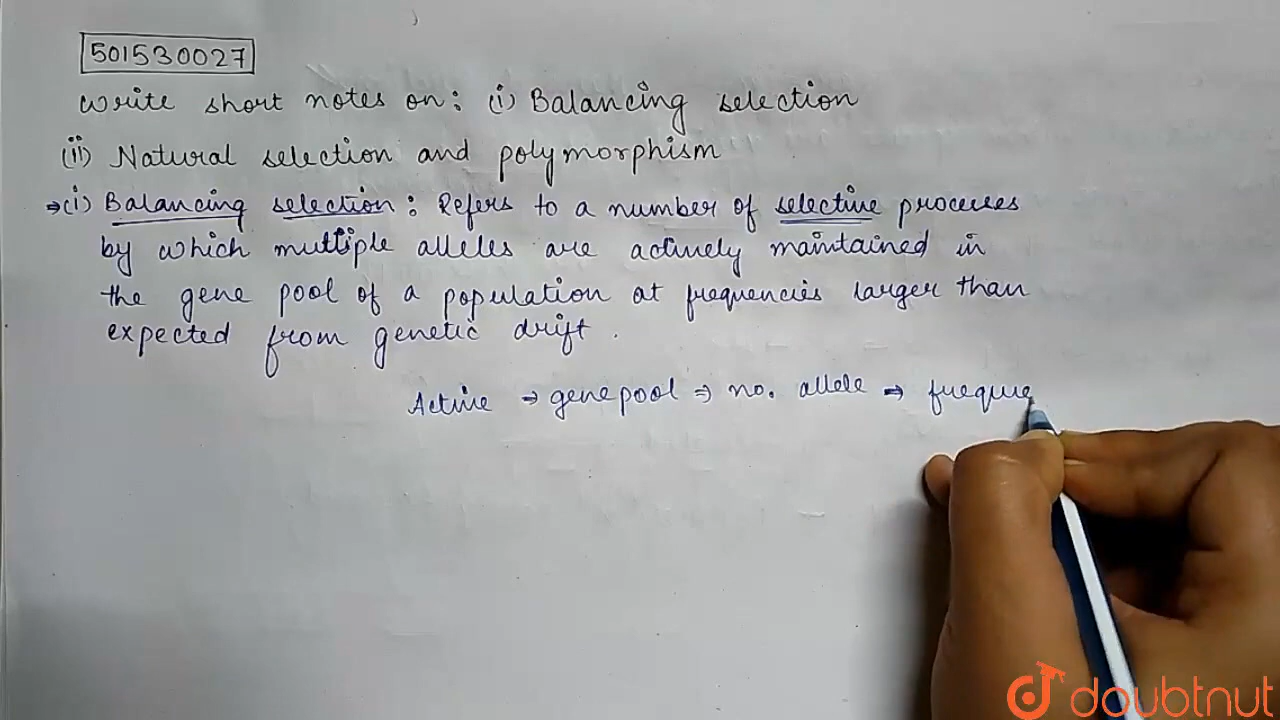 501530027
Write short notes on: (i) Balancing selection
(ii) Natural selection and polymorphism
⇒(i) Balancing selection: Refers to a number of selective processes
by which multiple alleles are actively maintained in
the gene pool of a population at frequencies larger than
expected from genetic drift.
Active → genepool ⇒ no. allele ⇒ freque
doubtnut